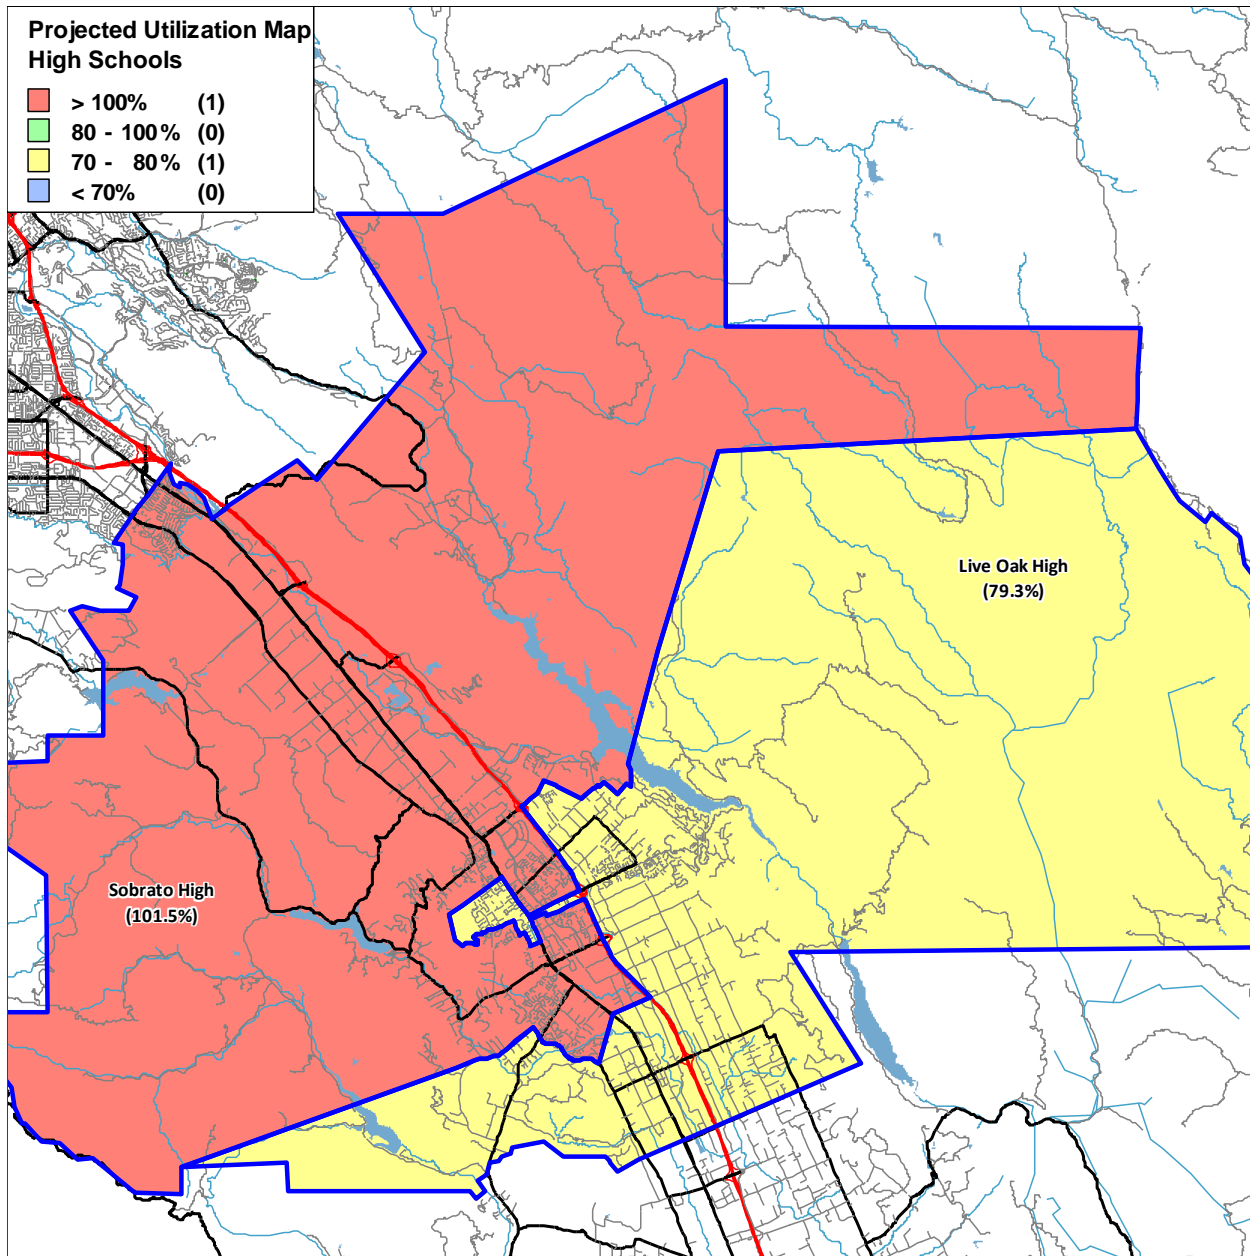 Projected Utilization Map
High Schools
> 100% (1)
80 - 100% (0)
70 - 80% (1)
< 70% (0)
Live Oak High
(79.3%)
Sobrato High
(101.5%)